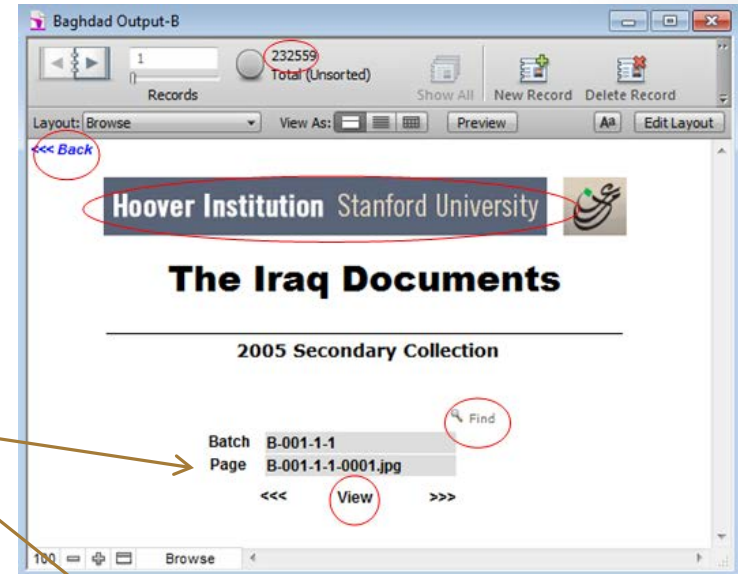 Baghdad Output-B
1
232559
Total (Unsorted)
Records
Show All
New Record
Delete Record
Layout: Browse
View As:
Preview
Aa
Edit Layout
<<< Back
Hoover Institution Stanford University
The Iraq Documents
2005 Secondary Collection
Find
Batch B-001-1-1
Page B-001-1-1-0001.jpg
<<< View >>>
100 Browse